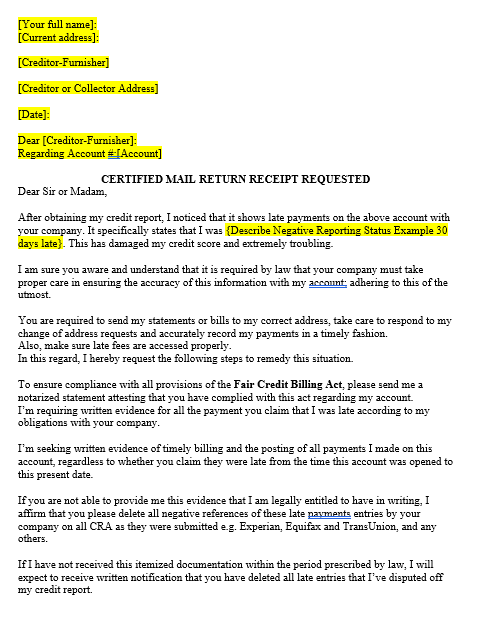 [Your full name]:
[Current address]:
[Creditor-Furnisher]
[Creditor or Collector Address]
[Date]:
Dear [Creditor-Furnisher]:
Regarding Account #:[Account]
CERTIFIED MAIL RETURN RECEIPT REQUESTED
Dear Sir or Madam,
After obtaining my credit report, I noticed that it shows late payments on the above account with
your company. It specifically states that I was {Describe Negative Reporting Status Example 30
days late}. This has damaged my credit score and extremely troubling.
I am sure you aware and understand that it is required by law that your company must take
proper care in ensuring the accuracy of this information with my account; adhering to this of the
utmost.
You are required to send my statements or bills to my correct address, take care to respond to my
change of address requests and accurately record my payments in a timely fashion.
Also, make sure late fees are accessed properly.
In this regard, I hereby request the following steps to remedy this situation.
To ensure compliance with all provisions of the Fair Credit Billing Act, please send me a
notarized statement attesting that you have complied with this act regarding my account.
I'm requiring written evidence for all the payment you claim that I was late according to my
obligations with your company.
I'm seeking written evidence of timely billing and the posting of all payments I made on this
account, regardless to whether you claim they were late from the time this account was opened to
this present date.
If you are not able to provide me this evidence that I am legally entitled to have in writing, I
affirm that you please delete all negative references of these late payments entries by your
company on all CRA as they were submitted e.g. Experian, Equifax and TransUnion, and any
others.
If I have not received this itemized documentation within the period prescribed by law, I will
expect to receive written notification that you have deleted all late entries that I've disputed off
my credit report.